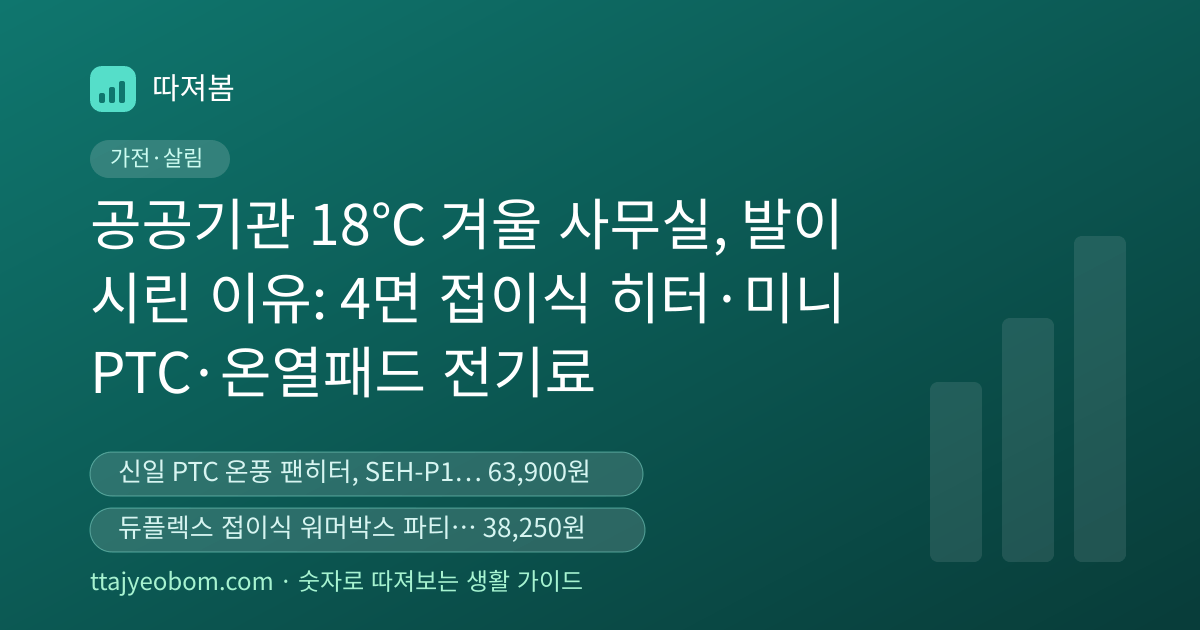 따져봄
가전·살림
공공기관 18℃ 겨울 사무실, 발이
시린 이유: 4면 접이식 히터·미니
PTC·온열패드 전기료
신일 PTC 온풍 팬히터, SEH-P1… 63,900원
듀플렉스 접이식 워머박스 파티… 38,250원
ttajyeobom.com · 숫자로 따져보는 생활 가이드